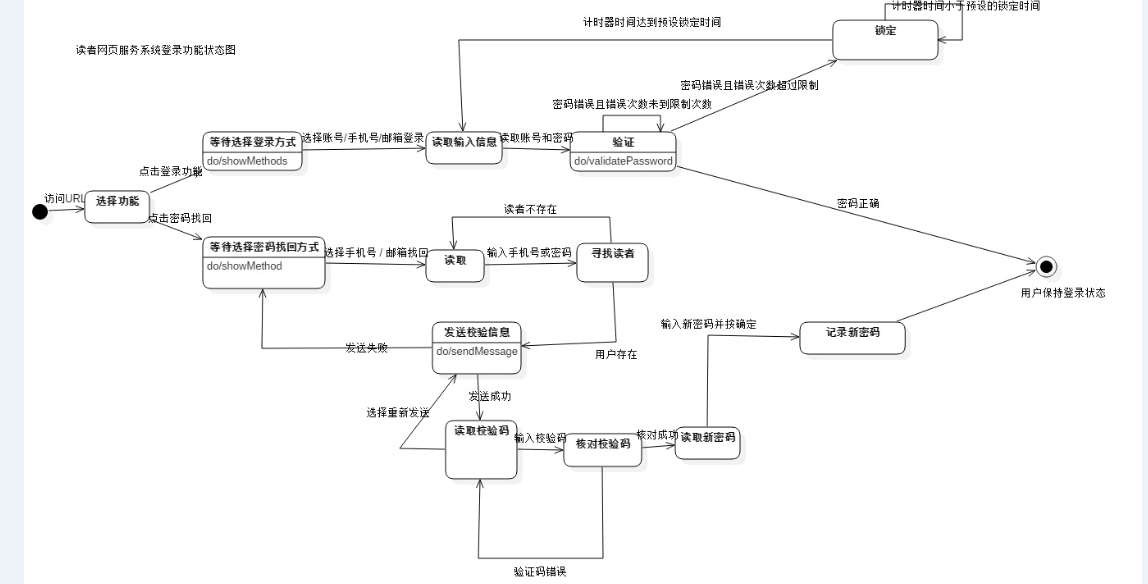 计时器时间小于预设的锁定时间
计时器时间达到预设锁定时间
锁定
读者网页服务系统登录功能状态图
密码错误且错误次数超过限制
密码错误且错误次数未到限制次数
等待选择登录方式
do/showMethods
选择账号/手机号/邮箱登录
读取输入信息
读取账号和密码
验证
do/validatePassword
点击登录功能
访问URL
选择功能
密码正确
点击密码找回
读者不存在
等待选择密码找回方式
do/showMethod
选择手机号 / 邮箱找回
读取
输入手机号或密码
寻找读者
用户保持登录状态
发送校验信息
do/sendMessage
输入新密码并按确定
记录新密码
发送失败
用户存在
发送成功
选择重新发送
读取校验码
输入校验码
核对校验码
核对成功
读取新密码
验证码错误